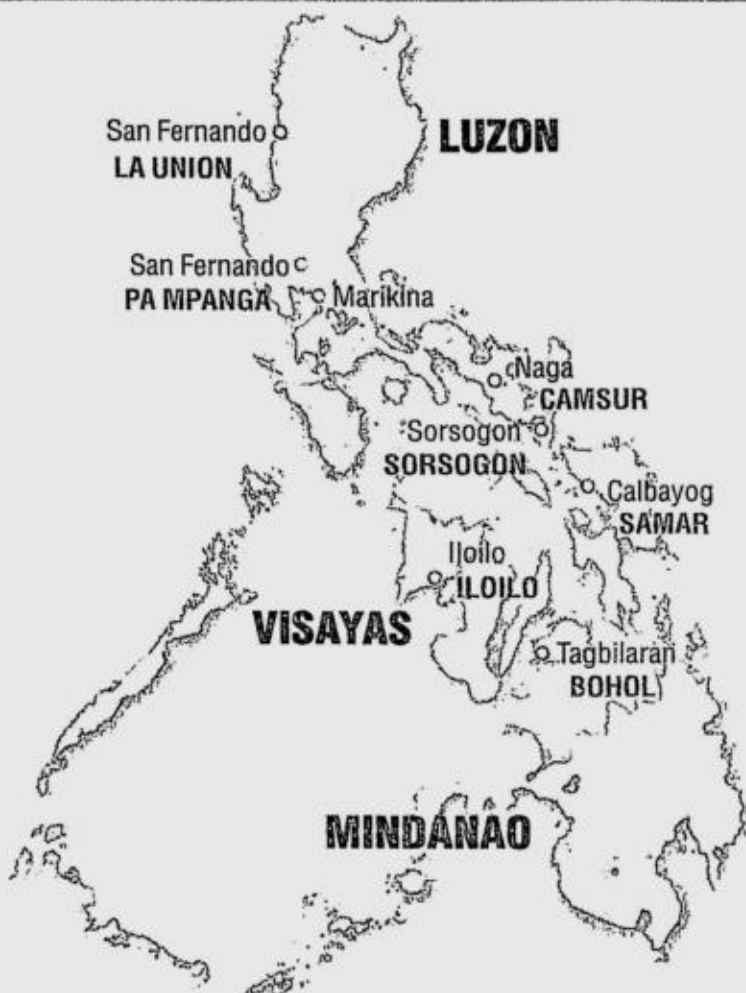 San Fernando
LA UNION
LUZON
San Fernando
PA MPANGA
Marikina
Naga
CAMSUR
Sorsogon
SORSOGON
Calbayog
SAMAR
Iloilo
ILOILO
VISAYAS
Tagbilaran
BOHOL
MINDANAO